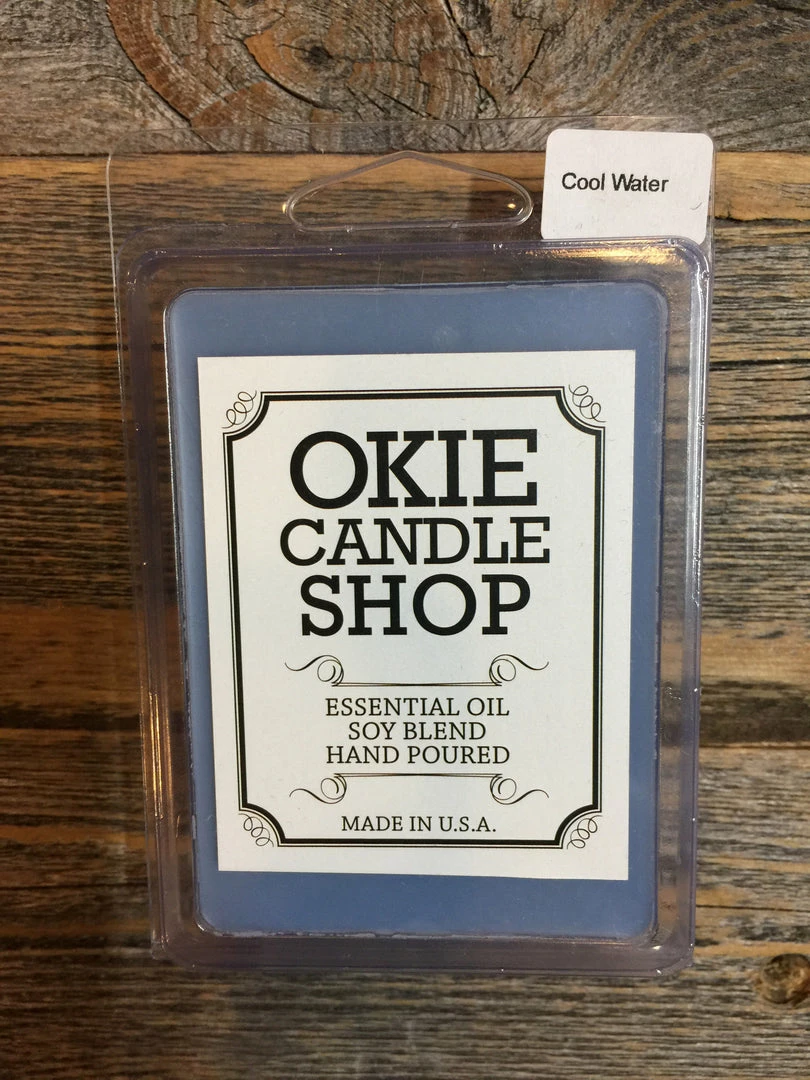 Cool Water
OKIE
CANDLE
SHOP
ESSENTIAL OIL
SOY BLEND
HAND POURED
MADE IN U.S.A.